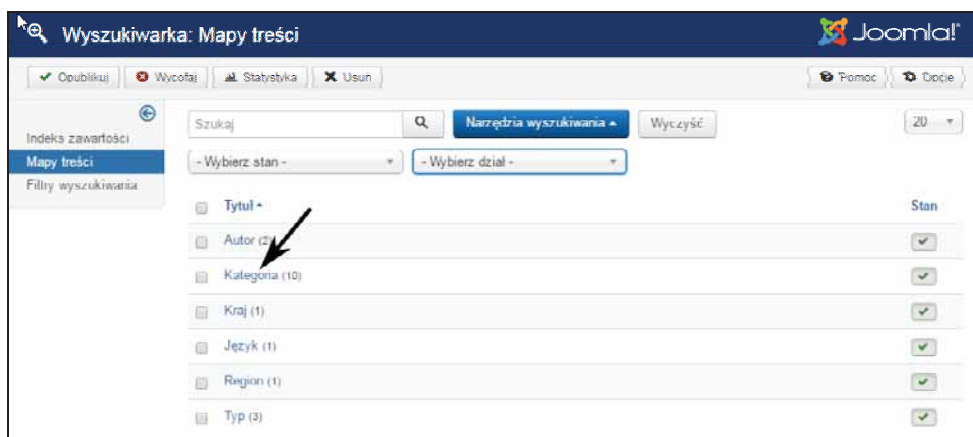 Wyszukiwarka: Mapy treści
Joomla!
Opublikuj Wycofaj Statystyka Usuń Pomoc Opcje
Szukaj Narzędzia wyszukiwania Wyczyść 20
Indeks zawartości
Mapy treści
Filtry wyszukiwania
- Wybierz stan - - Wybierz dział -
Tytuł Stan
Autor (2)
Kategoria (10)
Kraj (1)
Język (1)
Region (1)
Typ (3)